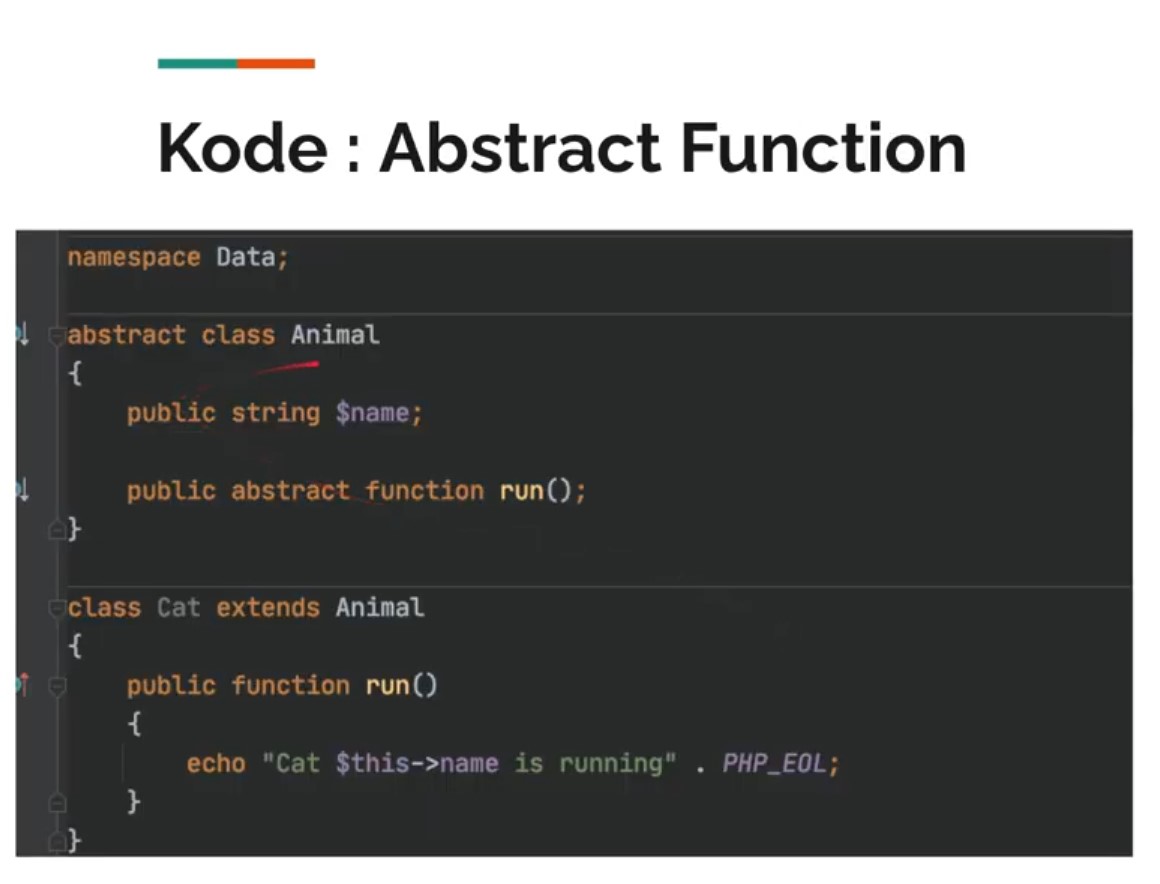 Kode : Abstract Function
namespace Data;
abstract class Animal
{
public string $name;
public abstract function run();
}
class Cat extends Animal
{
public function run()
{
echo "Cat $this->name is running" . PHP_EOL;
}
}